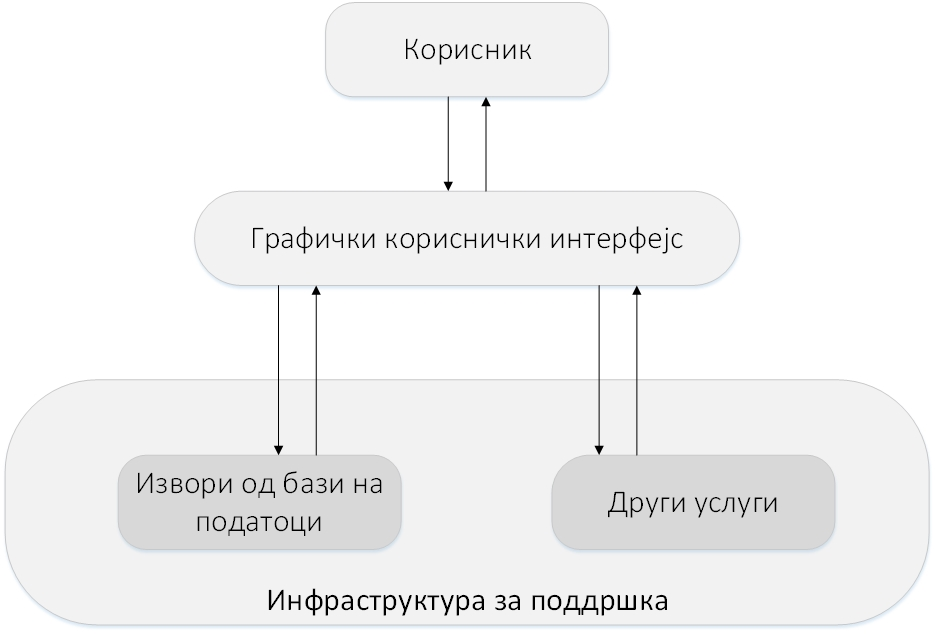 Корисник
Графички кориснички интерфејс
Извори од бази на
податоци
Други услуги
Инфраструктура за поддршка